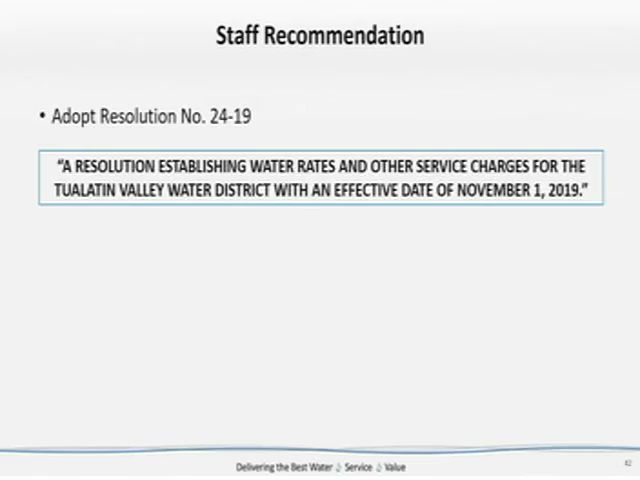 Staff Recommendation
• Adopt Resolution No. 24-19
“A RESOLUTION ESTABLISHING WATER RATES AND OTHER SERVICE CHARGES FOR THE
TUALATIN VALLEY WATER DISTRICT WITH AN EFFECTIVE DATE OF NOVEMBER 1, 2019.”
Delivering the Best Water Service Value
42